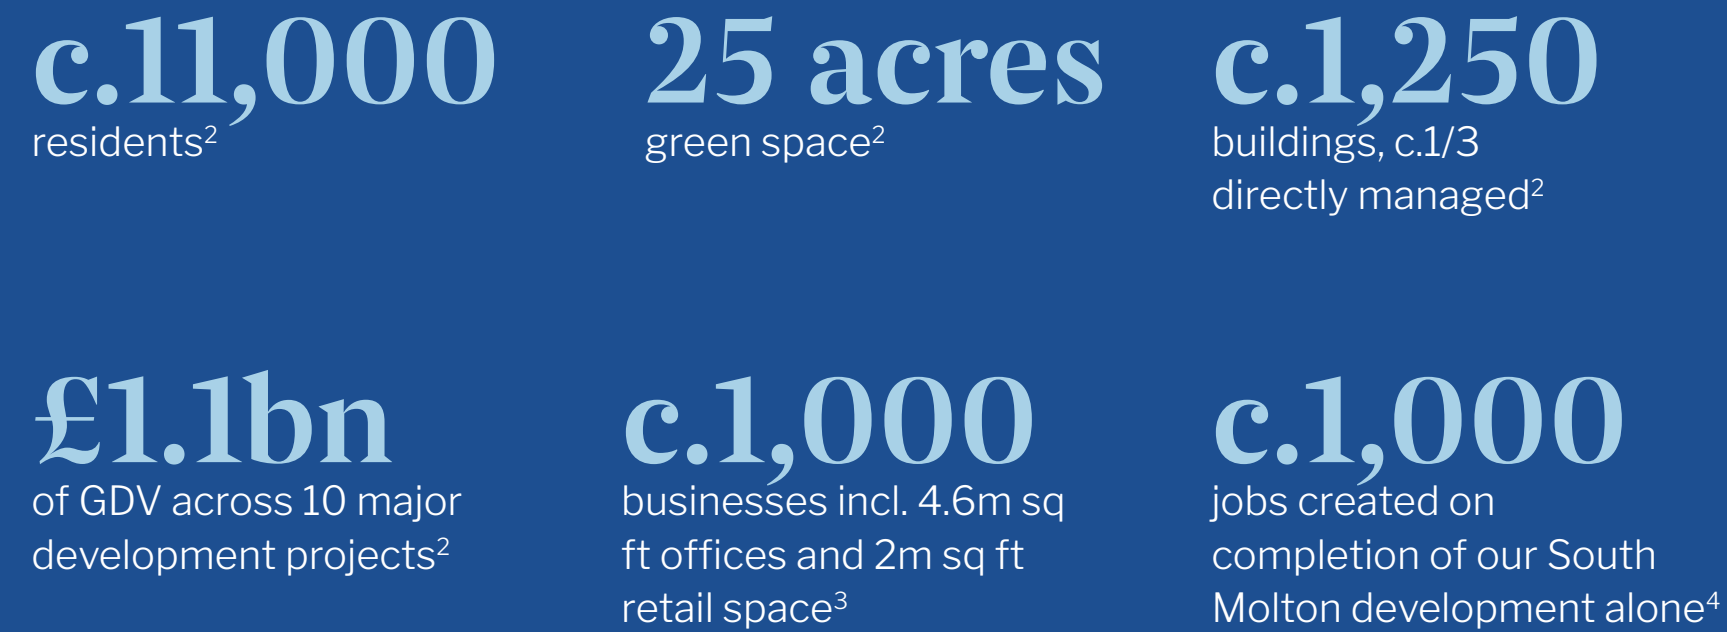 c.11,000
residents²
25 acres
green space²
c.1,250
buildings, c.1/3
directly managed²
£1.1bn
of GDV across 10 major
development projects²
c.1,000
businesses incl. 4.6m sq
ft offices and 2m sq ft
retail space³
c.1,000
jobs created on
completion of our South
Molton development alone⁴